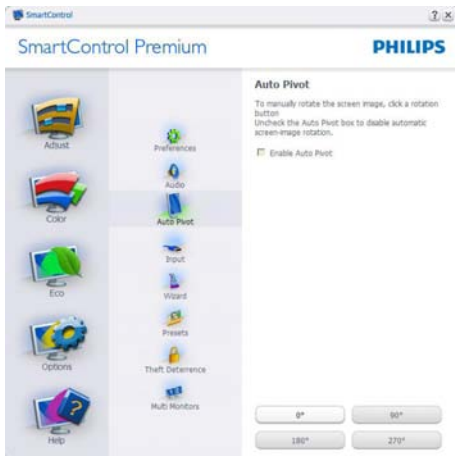 SmartControl
? x
SmartControl Premium
PHILIPS
Adjust
Color
Eco
Options
Help
Preferences
Audio
Auto Pivot
Input
Wizard
Presets
Theft Deterrence
Multi Monitors
Auto Pivot
To manually rotate the screen image, click a rotation
button
Uncheck the Auto Pivot box to disable automatic
screen-image rotation.
Enable Auto Pivot
0°
90°
180°
270°